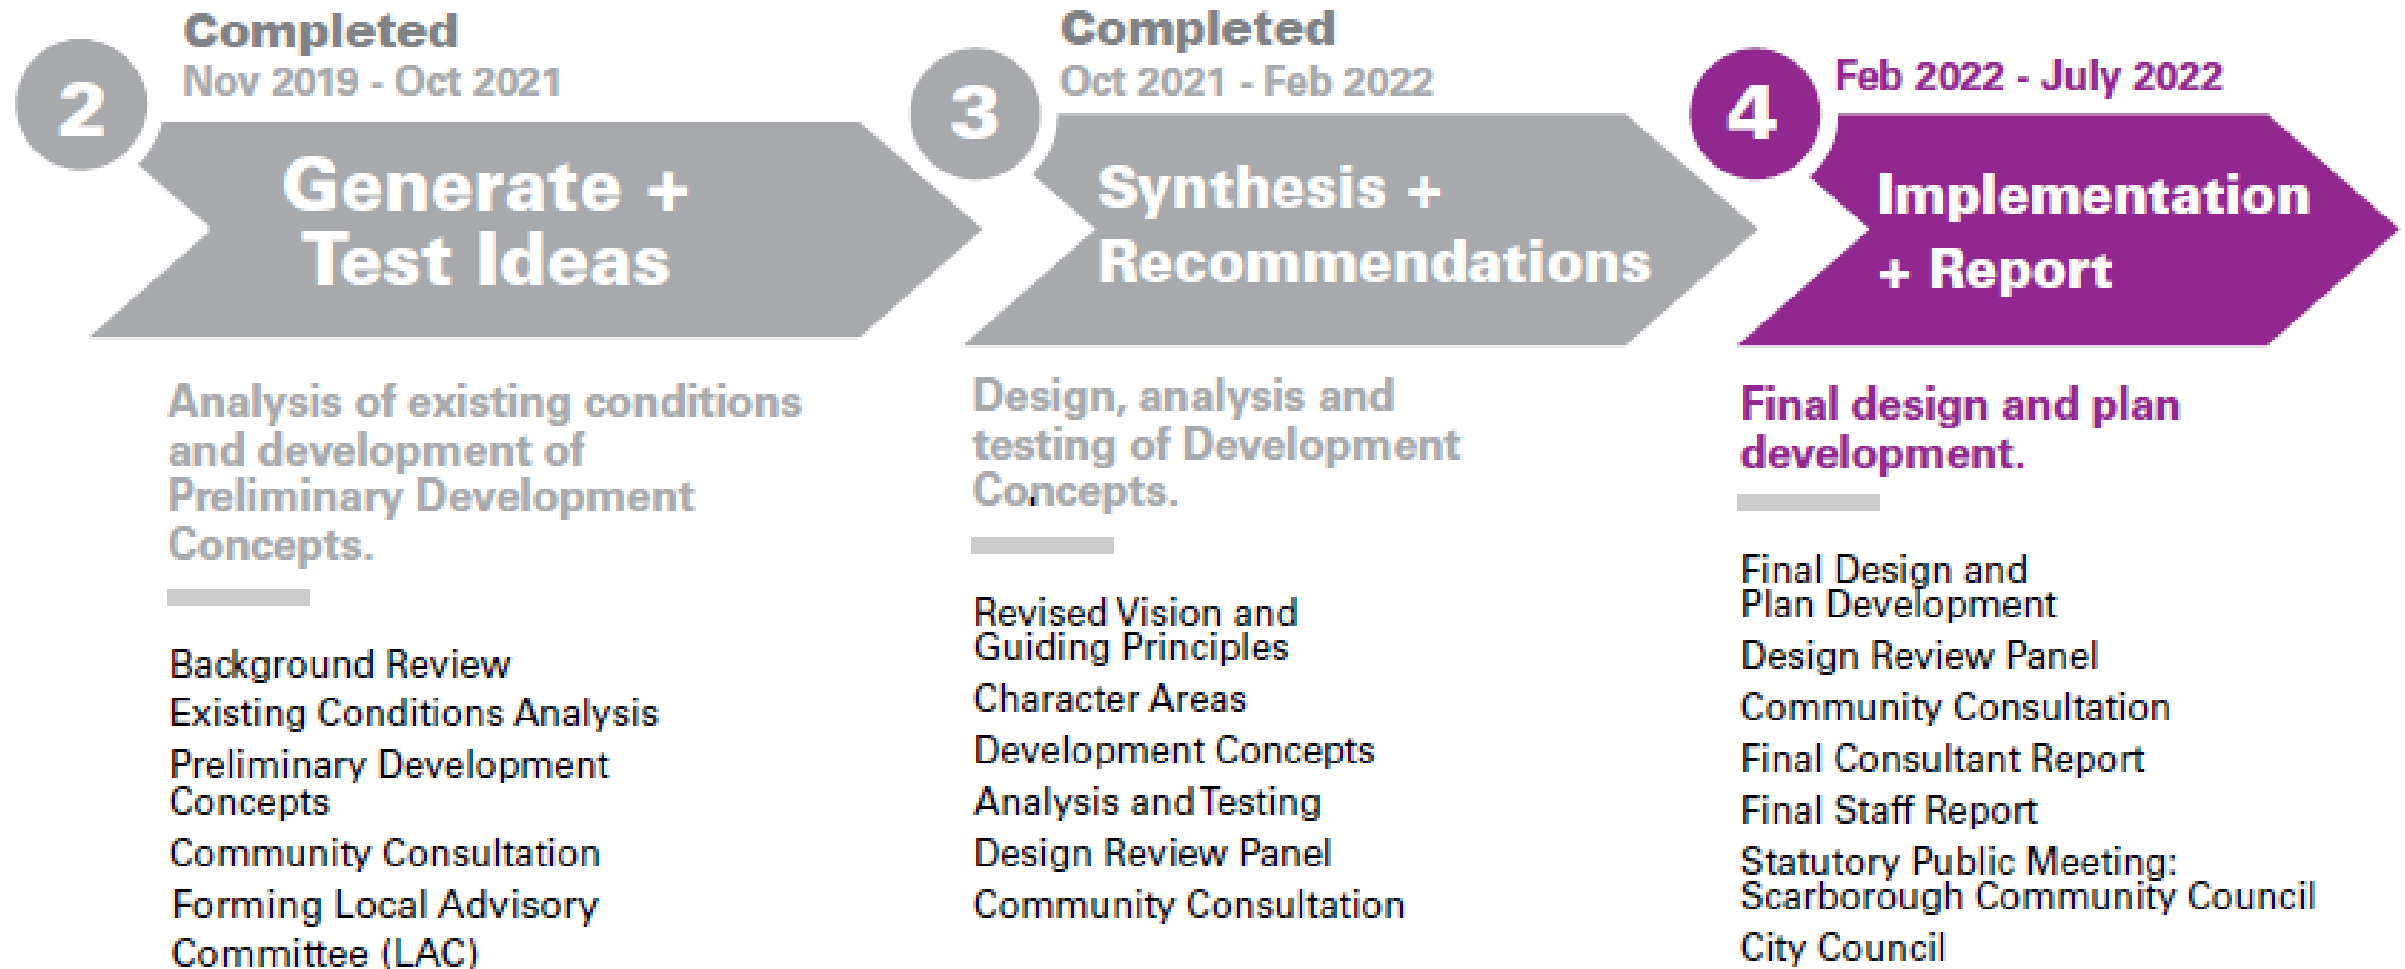 2
Completed
Nov 2019 - Oct 2021
Generate +
Test Ideas
Analysis of existing conditions
and development of
Preliminary Development
Concepts.
Background Review
Existing Conditions Analysis
Preliminary Development
Concepts
Community Consultation
Forming Local Advisory
Committee (LAC)
3
Completed
Oct 2021 - Feb 2022
Synthesis +
Recommendations
Design, analysis and
testing of Development
Concepts.
Revised Vision and
Guiding Principles
Character Areas
Development Concepts
Analysis and Testing
Design Review Panel
Community Consultation
4
Feb 2022 - July 2022
Implementation
+ Report
Final design and plan
development.
Final Design and
Plan Development
Design Review Panel
Community Consultation
Final Consultant Report
Final Staff Report
Statutory Public Meeting:
Scarborough Community Council
City Council